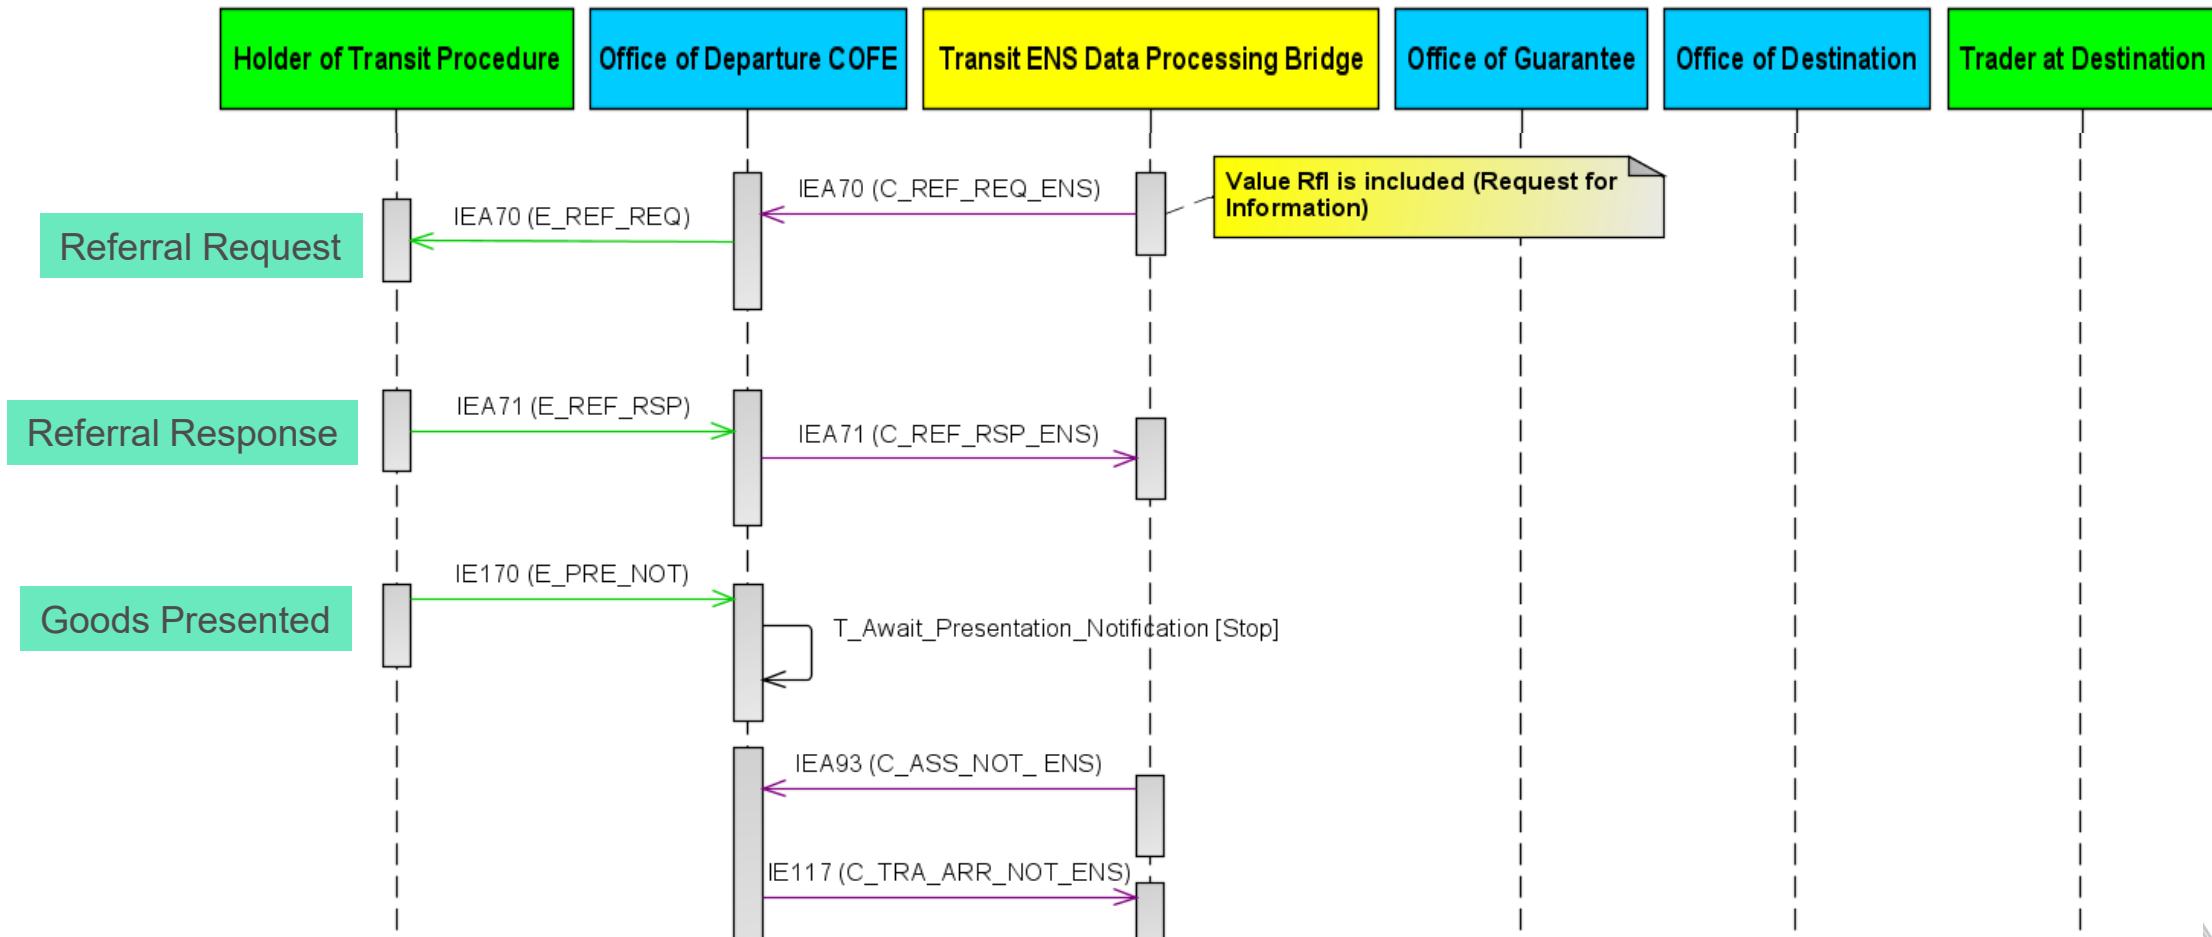 Holder of Transit Procedure
Office of Departure COFE
Transit ENS Data Processing Bridge
Office of Guarantee
Office of Destination
Trader at Destination
IEA70 (C_REF_REQ_ENS)
Value RfI is included (Request for
Information)
IEA70 (E_REF_REQ)
Referral Request
IEA71 (E_REF_RSP)
Referral Response
IEA71 (C_REF_RSP_ENS)
IE170 (E_PRE_NOT)
Goods Presented
T_Await_Presentation_Notification [Stop]
IEA93 (C_ASS_NOT_ ENS)
IE117 (C_TRA_ARR_NOT_ENS)